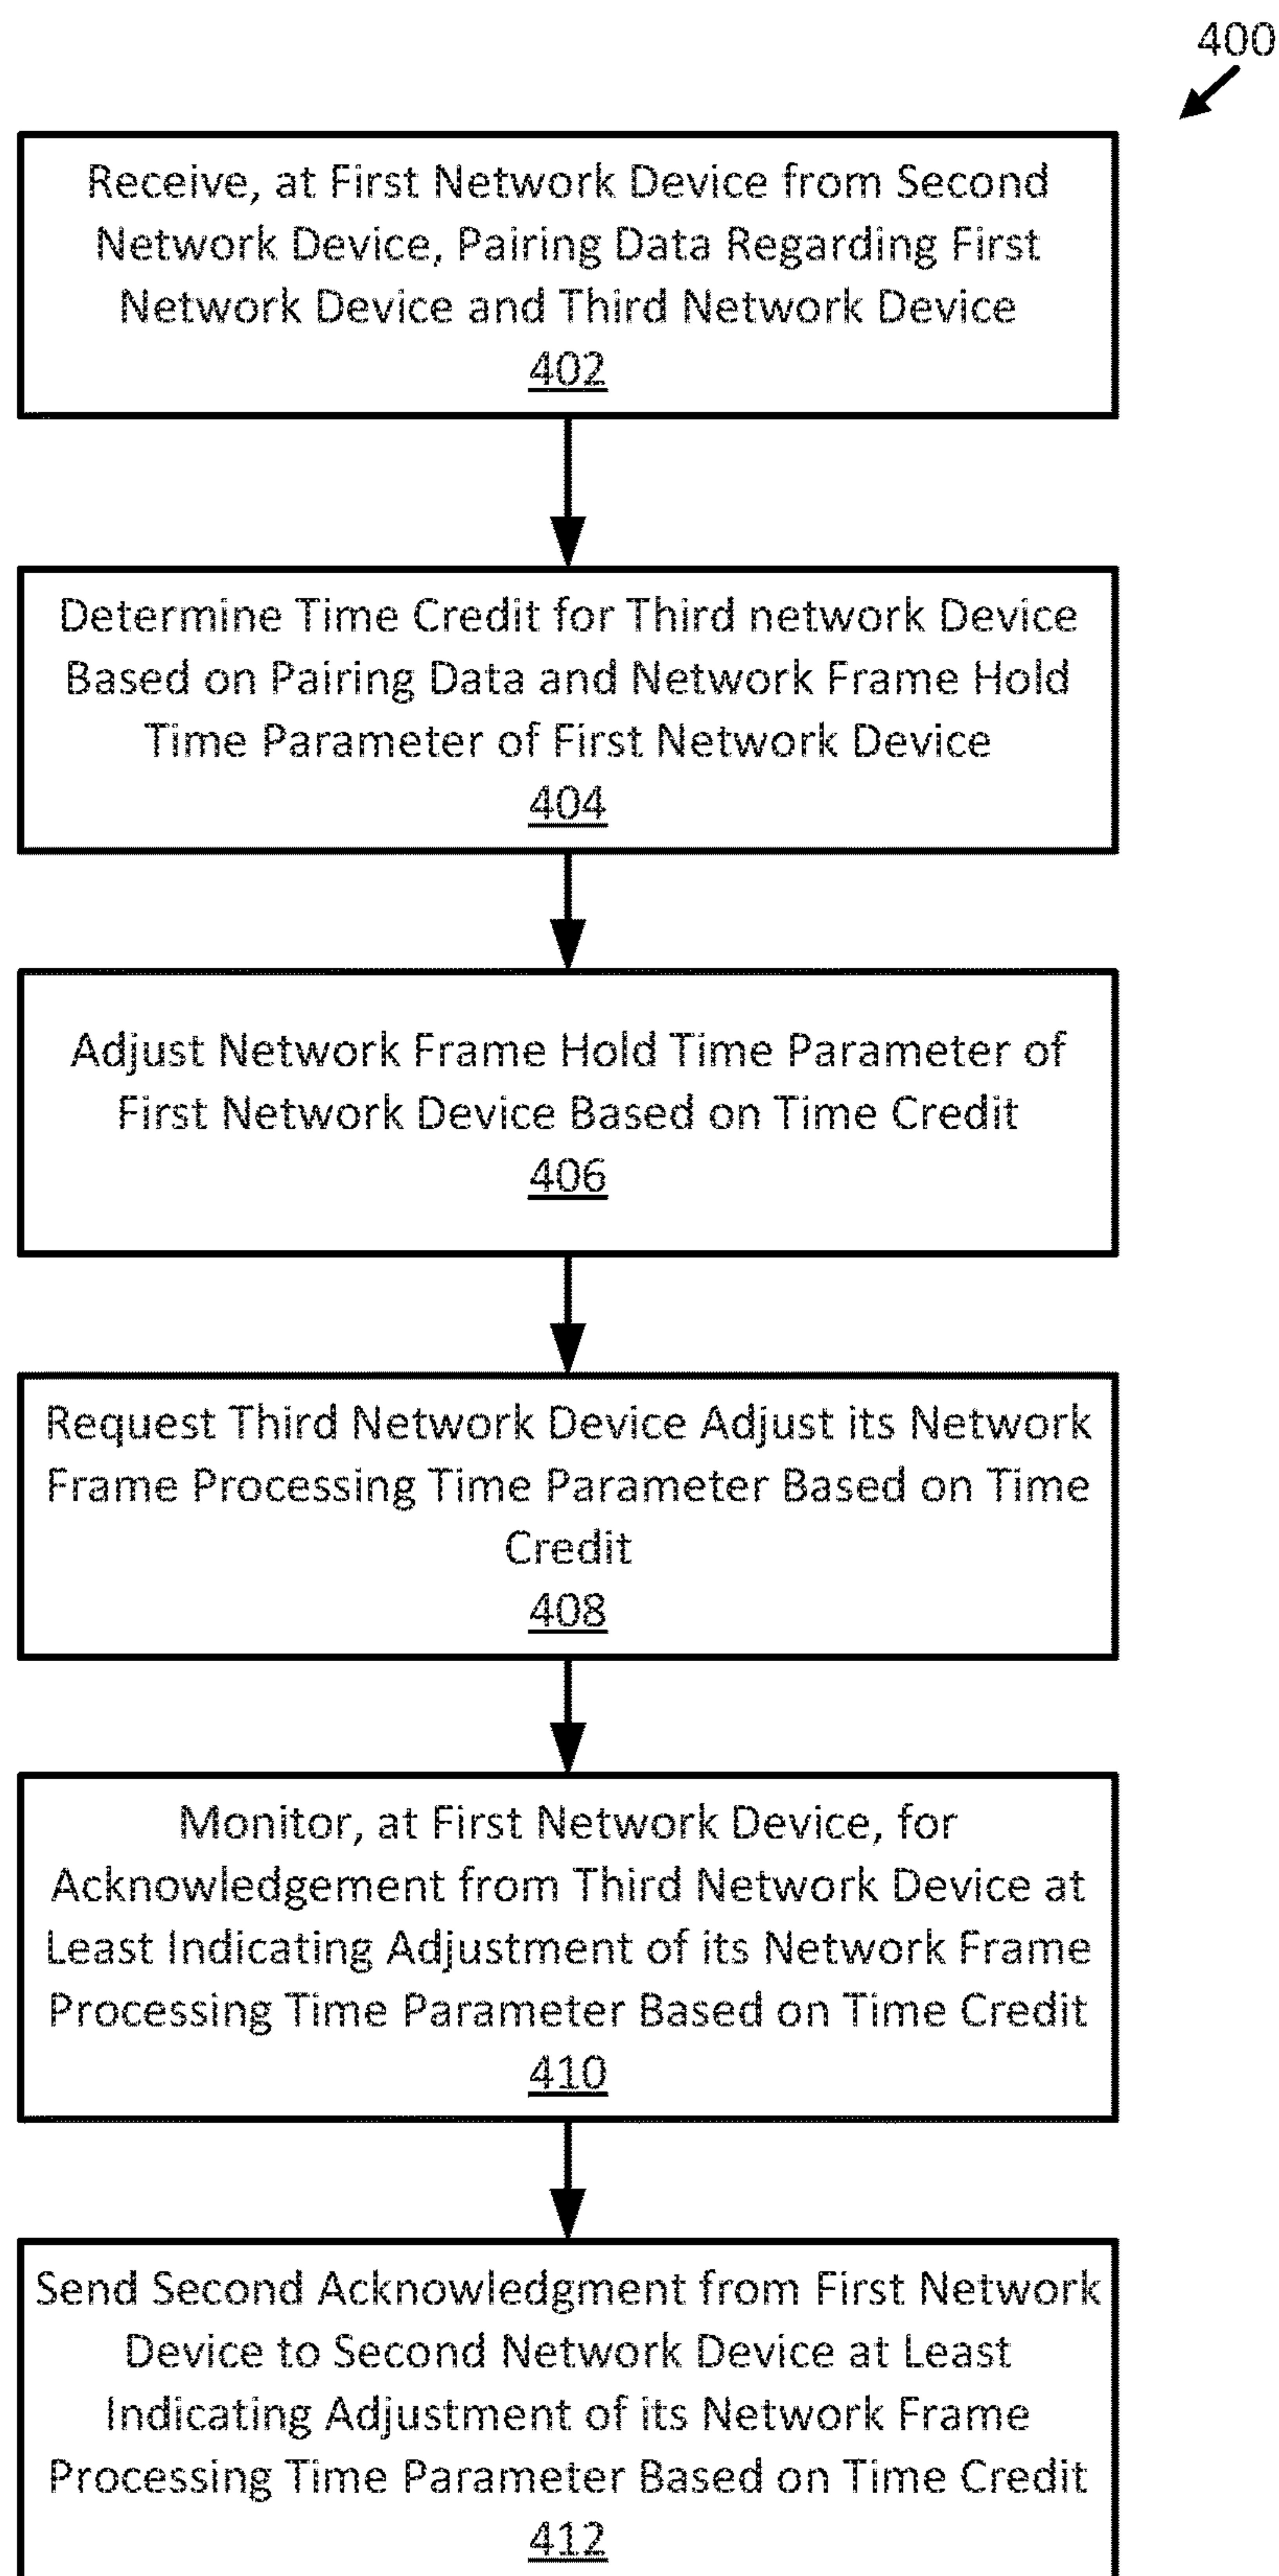 400
Receive, at First Network Device from Second
Network Device, Pairing Data Regarding First
Network Device and Third Network Device
402
Determine Time Credit for Third network Device
Based on Pairing Data and Network Frame Hold
Time Parameter of First Network Device
404
Adjust Network Frame Hold Time Parameter of
First Network Device Based on Time Credit
406
Request Third Network Device Adjust its Network
Frame Processing Time Parameter Based on Time
Credit
408
Monitor, at First Network Device, for
Acknowledgement from Third Network Device at
Least Indicating Adjustment of its Network Frame
Processing Time Parameter Based on Time Credit
410
Send Second Acknowledgment from First Network
Device to Second Network Device at Least
Indicating Adjustment of its Network Frame
Processing Time Parameter Based on Time Credit
412